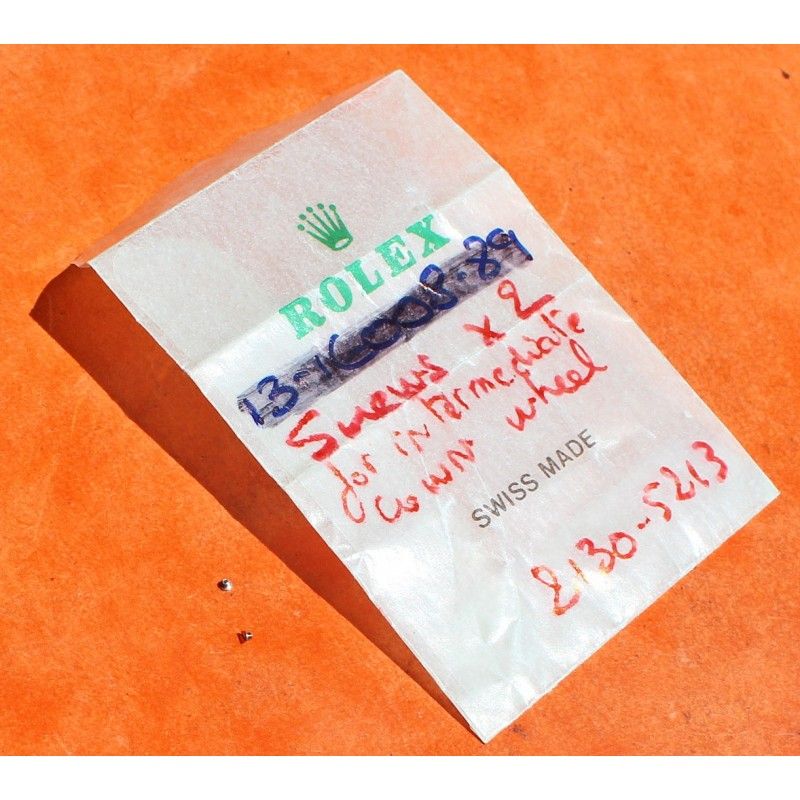 ROLEX
13-16008-89
Screws x 2
for intermediate
crown wheel
SWISS MADE
2130-5213